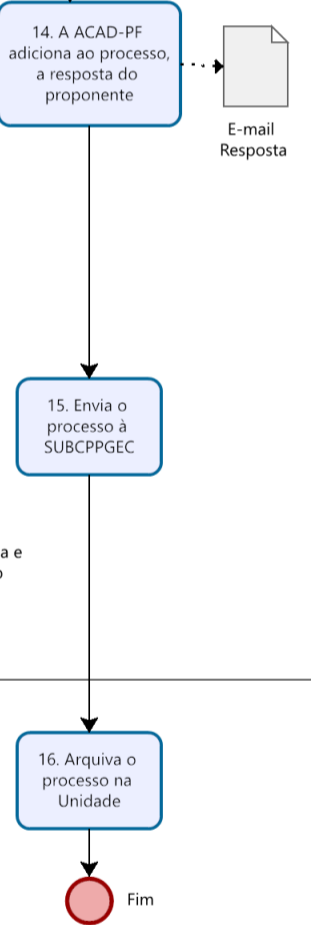 14. A ACAD-PF
adiciona ao processo,
a resposta do
proponente
E-mail
Resposta
15. Envia o
processo à
SUBCPPGEC
a e
o
16. Arquiva o
processo na
Unidade
Fim